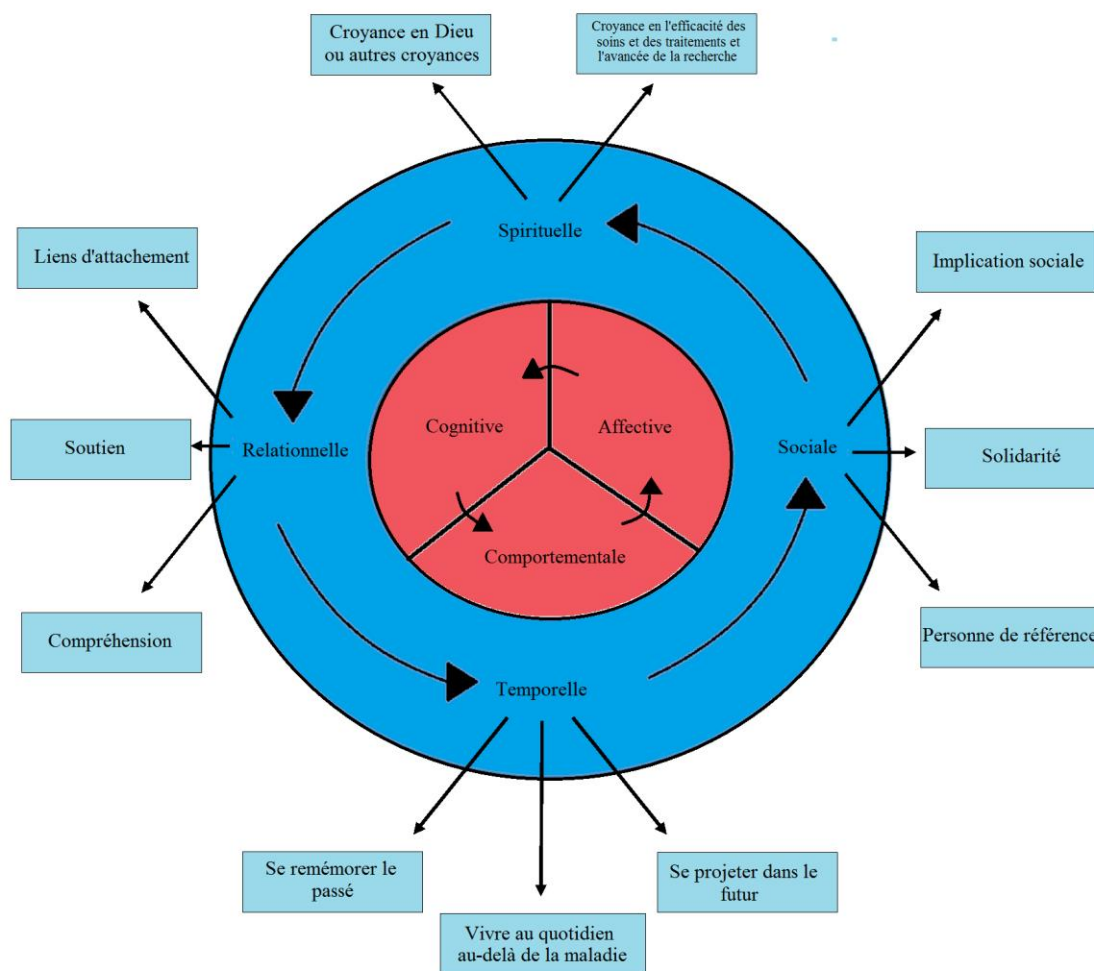 Croyance en Dieu
ou autres croyances
Croyance en l'efficacité des
soins et des traitements et
l'avancée de la recherche
Spirituelle
Liens d'attachement
Implication sociale
Cognitive
Affective
Soutien
Relationnelle
Sociale
Solidarité
Comportementale
Compréhension
Personne de référence
Temporelle
Se remémorer le
passé
Se projeter dans le
futur
Vivre au quotidien
au-delà de la maladie